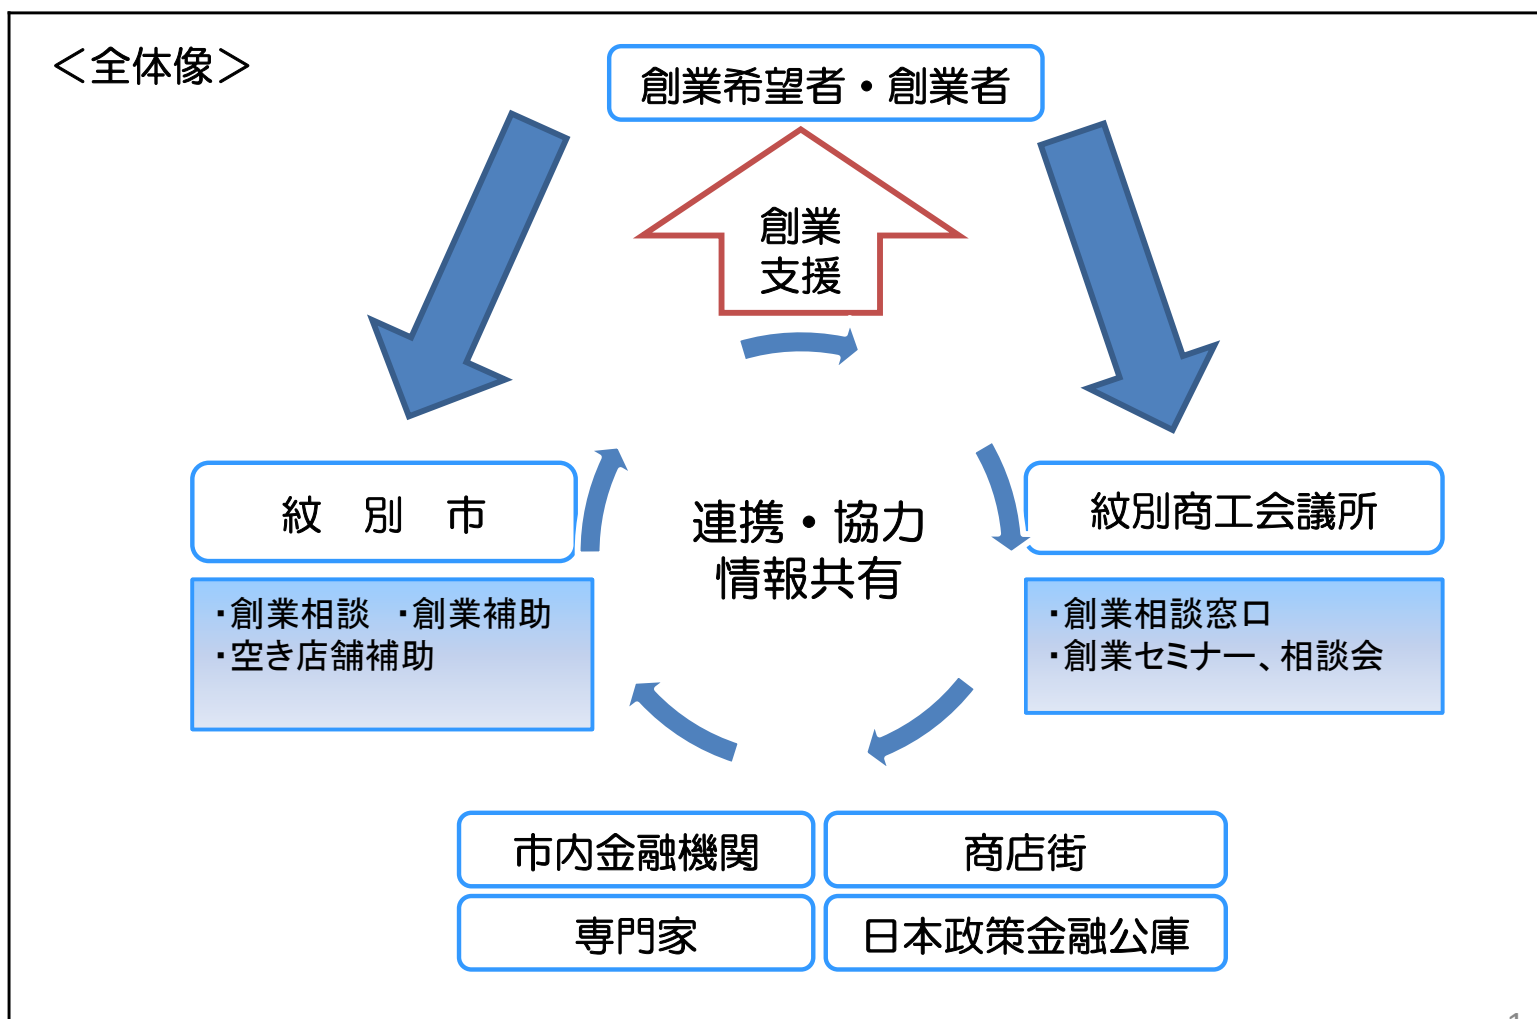 ＜全体像＞
創業希望者・創業者
創業
支援
紋　別　市
・創業相談　・創業補助
・空き店舗補助
連携・協力
情報共有
紋別商工会議所
・創業相談窓口
・創業セミナー、相談会
市内金融機関
商店街
専門家
日本政策金融公庫
1